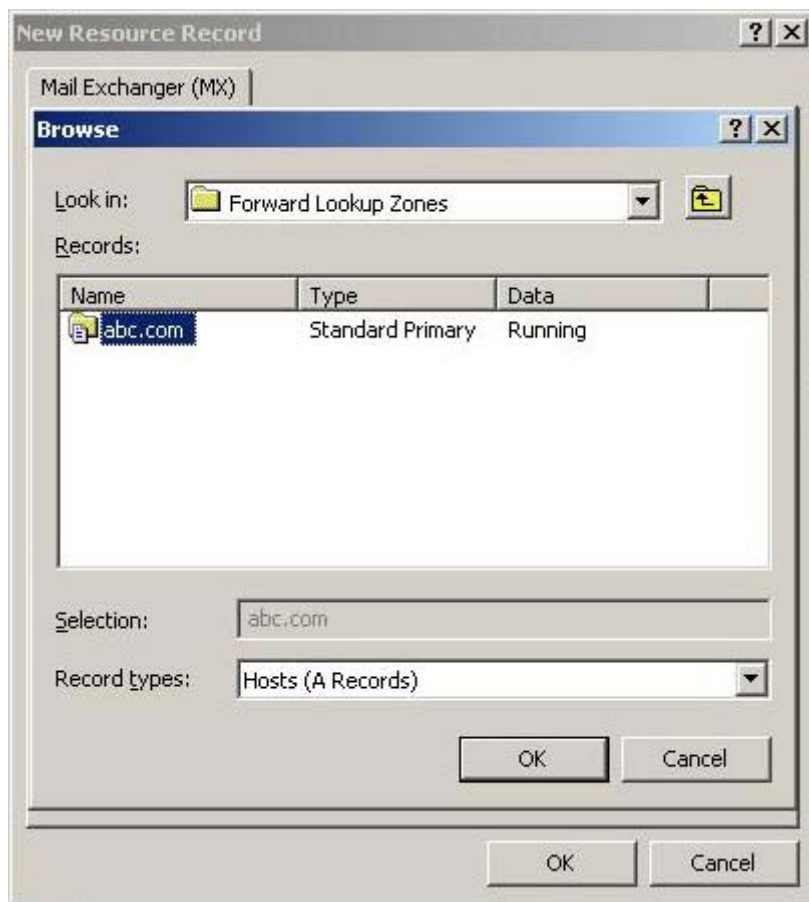 New Resource Record
Mail Exchanger (MX)
Browse
Look in: Forward Lookup Zones
Records:
Name Type Data
abc.com Standard Primary Running
Selection: abc.com
Record types: Hosts (A Records)
OK Cancel
OK Cancel